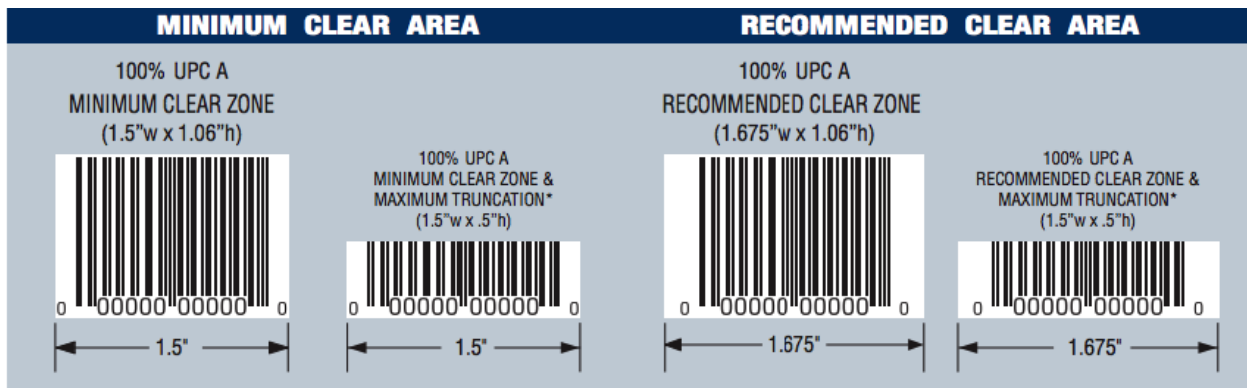 MINIMUM CLEAR AREA
100% UPC A
MINIMUM CLEAR ZONE
(1.5”w x 1.06”h)
0 00000 00000 0
1.5"
100% UPC A
MINIMUM CLEAR ZONE &
MAXIMUM TRUNCATION*
(1.5”w x .5”h)
0 00000 00000 0
1.5"
RECOMMENDED CLEAR AREA
100% UPC A
RECOMMENDED CLEAR ZONE
(1.675”w x 1.06”h)
0 00000 00000 0
1.675"
100% UPC A
RECOMMENDED CLEAR ZONE &
MAXIMUM TRUNCATION*
(1.5”w x .5”h)
0 00000 00000 0
1.675"